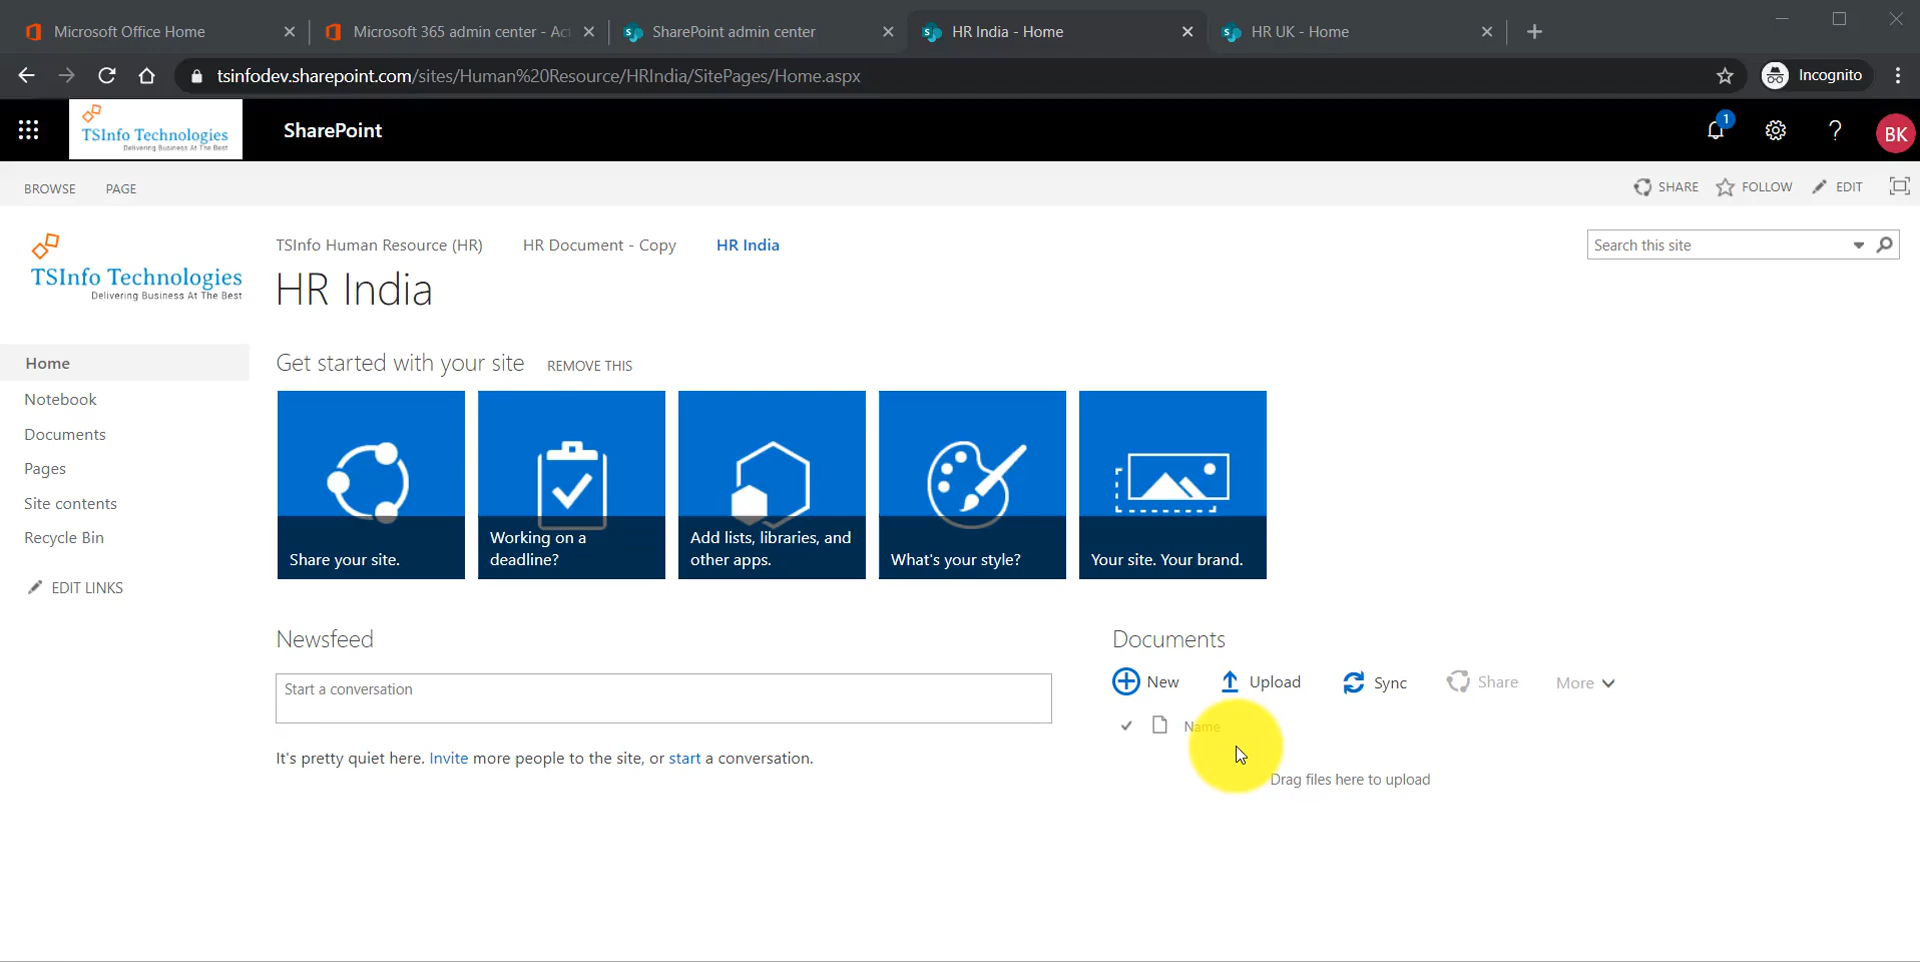 Microsoft Office Home
Microsoft 365 admin center - Ac
SharePoint admin center
HR India - Home
HR UK - Home
tsinfodev.sharepoint.com/sites/Human%20Resource/HRIndia/SitePages/Home.aspx
Incognito
TSInfo Technologies
Delivering Business At The Best
SharePoint
1
?
BK
BROWSE
PAGE
SHARE
FOLLOW
EDIT
TSInfo Technologies
Delivering Business At The Best
TSInfo Human Resource (HR)
HR Document - Copy
HR India
Search this site
HR India
Home
Notebook
Documents
Pages
Site contents
Recycle Bin
EDIT LINKS
Get started with your site
REMOVE THIS
Share your site.
Working on a
deadline?
Add lists, libraries, and
other apps.
What's your style?
Your site. Your brand.
Newsfeed
Start a conversation
It's pretty quiet here. Invite more people to the site, or start a conversation.
Documents
New
Upload
Sync
Share
More
Name
Drag files here to upload